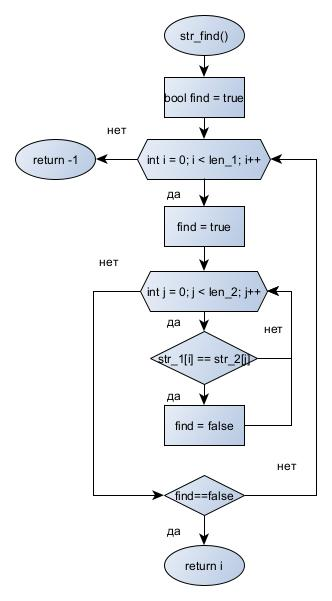 str_find()
bool find = true
нет
return -1
int i = 0; i < len_1; i++
да
find = true
нет
int j = 0; j < len_2; j++
да
нет
str_1[i] == str_2[j]
да
find = false
нет
find==false
да
return i